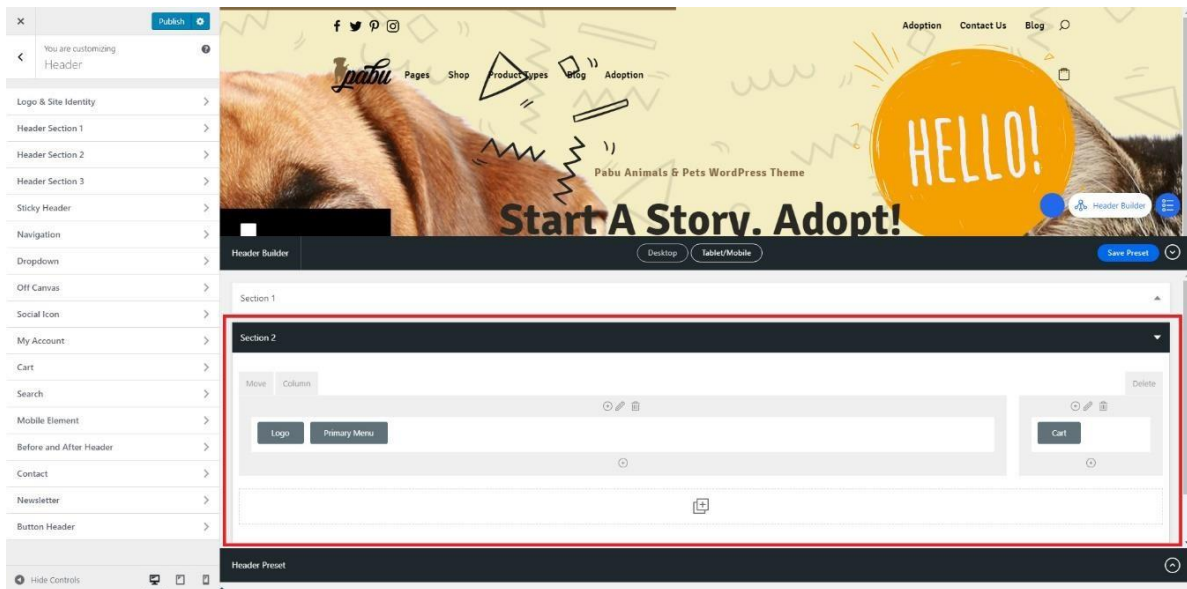 Publish
You are customizing
Header
Logo & Site Identity
Header Section 1
Header Section 2
Header Section 3
Sticky Header
Navigation
Dropdown
Off Canvas
Social Icon
My Account
Cart
Search
Mobile Element
Before and After Header
Contact
Newsletter
Button Header
Hide Controls
Adoption Contact Us Blog
pabu Pages Shop Product Types Blog Adoption
HELLO!
Pabu Animals & Pets WordPress Theme
Start A Story. Adopt!
Header Builder
Header Builder Desktop Tablet/Mobile Save Preset
Section 1
Section 2
Move Column Delete
Logo Primary Menu Cart
Header Preset